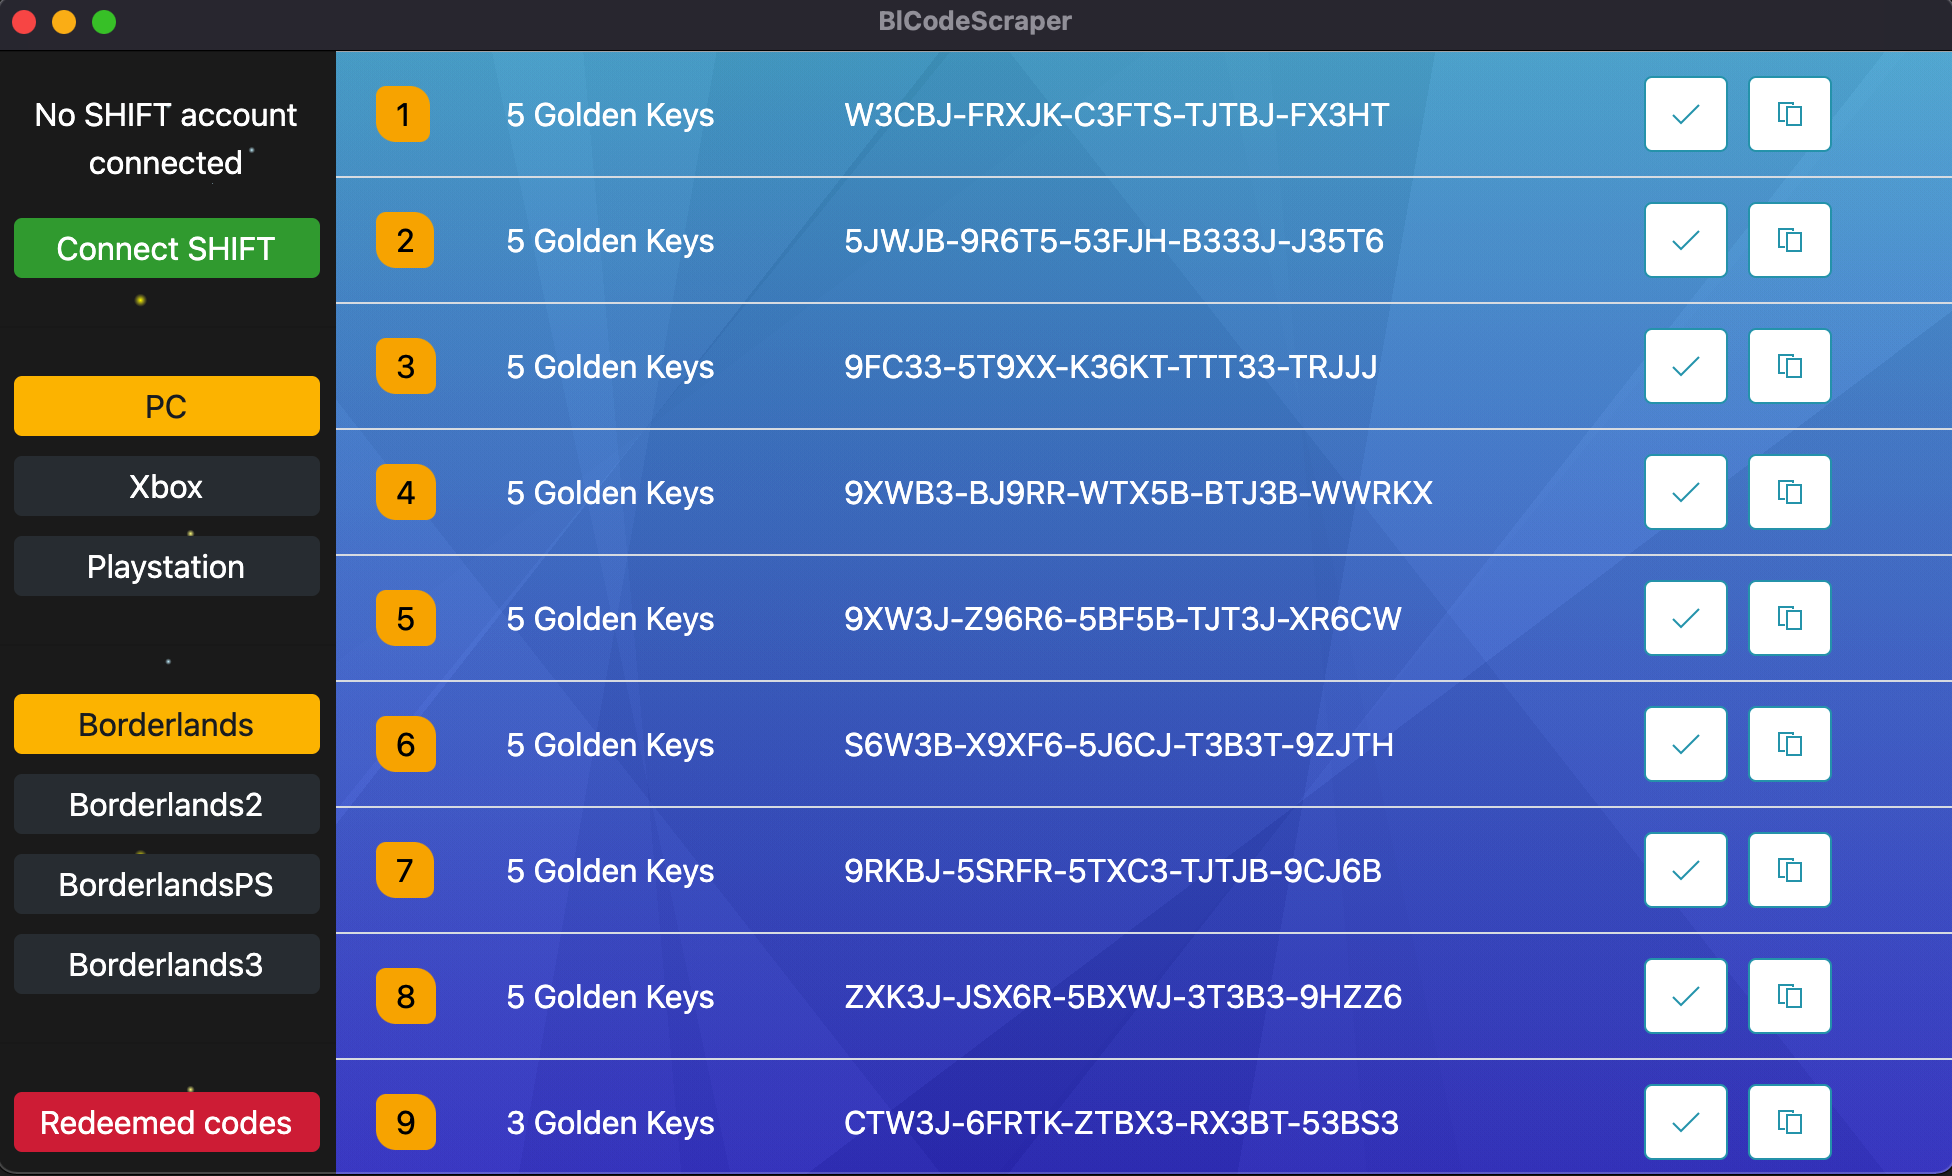 BlCodeScraper
No SHIFT account
connected
Connect SHIFT
PC
Xbox
Playstation
Borderlands
Borderlands2
BorderlandsPS
Borderlands3
Redeemed codes
1 5 Golden Keys W3CBJ-FRXJK-C3FTS-TJTBJ-FX3HT
2 5 Golden Keys 5JWJB-9R6T5-53FJH-B333J-J35T6
3 5 Golden Keys 9FC33-5T9XX-K36KT-TTT33-TRJJJ
4 5 Golden Keys 9XWB3-BJ9RR-WTX5B-BTJ3B-WWRKX
5 5 Golden Keys 9XW3J-Z96R6-5BF5B-TJT3J-XR6CW
6 5 Golden Keys S6W3B-X9XF6-5J6CJ-T3B3T-9ZJTH
7 5 Golden Keys 9RKBJ-5SRFR-5TXC3-TJTJB-9CJ6B
8 5 Golden Keys ZXK3J-JSX6R-5BXWJ-3T3B3-9HZZ6
9 3 Golden Keys CTW3J-6FRTK-ZTBX3-RX3BT-53BS3